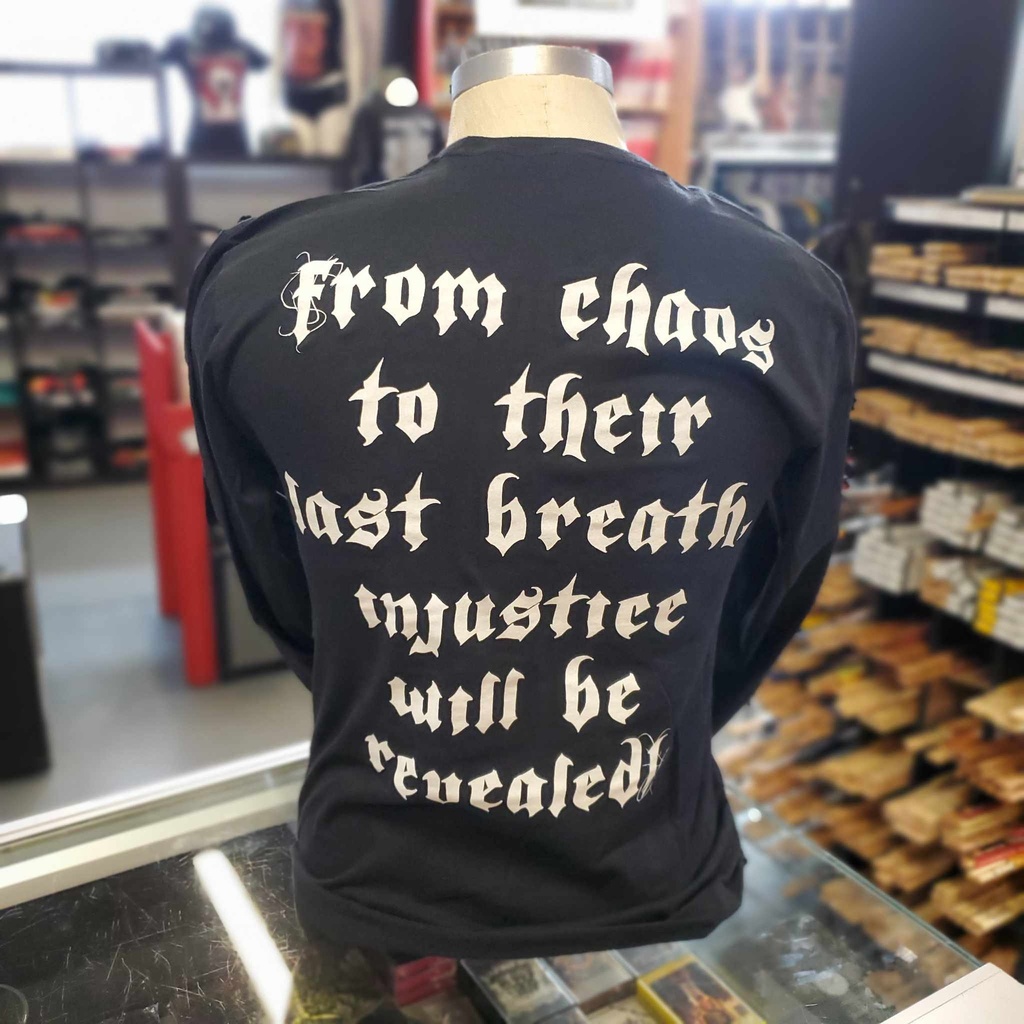 From chaos
to their
last breath,
injustice
will be
revealed!